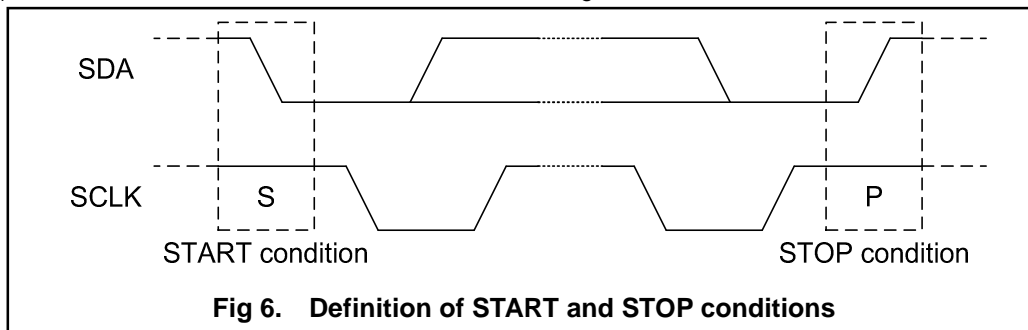 SDA
SCLK
S
P
START condition
STOP condition
Fig 6. Definition of START and STOP conditions